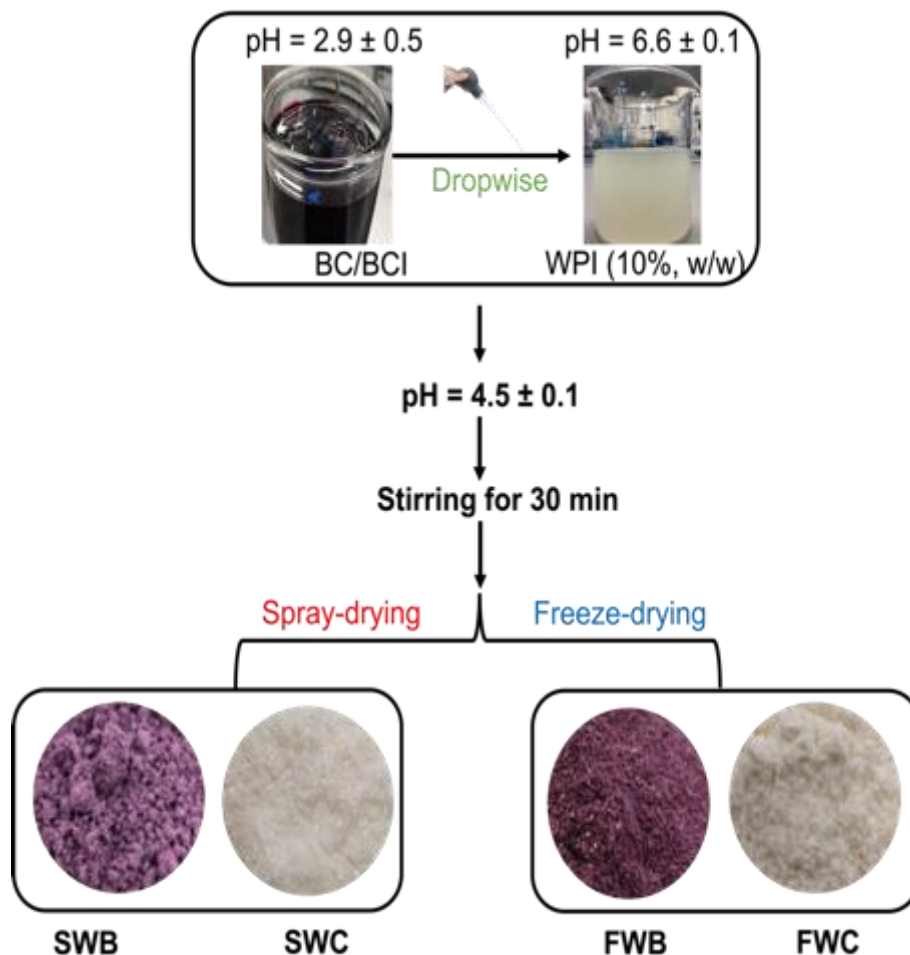 pH = 2.9 ± 0.5
pH = 6.6 ± 0.1
Dropwise
BC/BCI
WPI (10%, w/w)
pH = 4.5 ± 0.1
Stirring for 30 min
Spray-drying
Freeze-drying
SWB
SWC
FWB
FWC